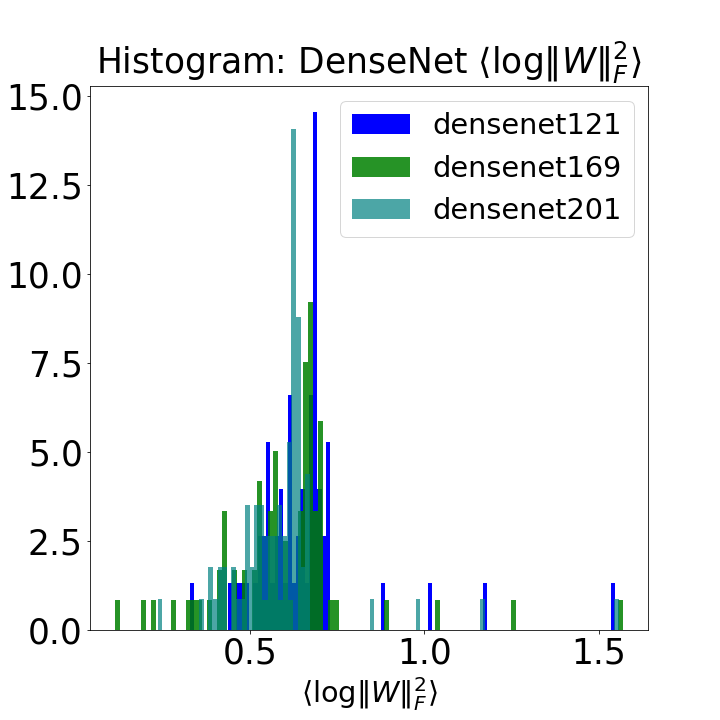 Histogram: DenseNet ⟨log‖W‖²_F⟩
15.0
12.5
10.0
7.5
5.0
2.5
0.0
densenet121
densenet169
densenet201
0.5 1.0 1.5
⟨log‖W‖²_F⟩